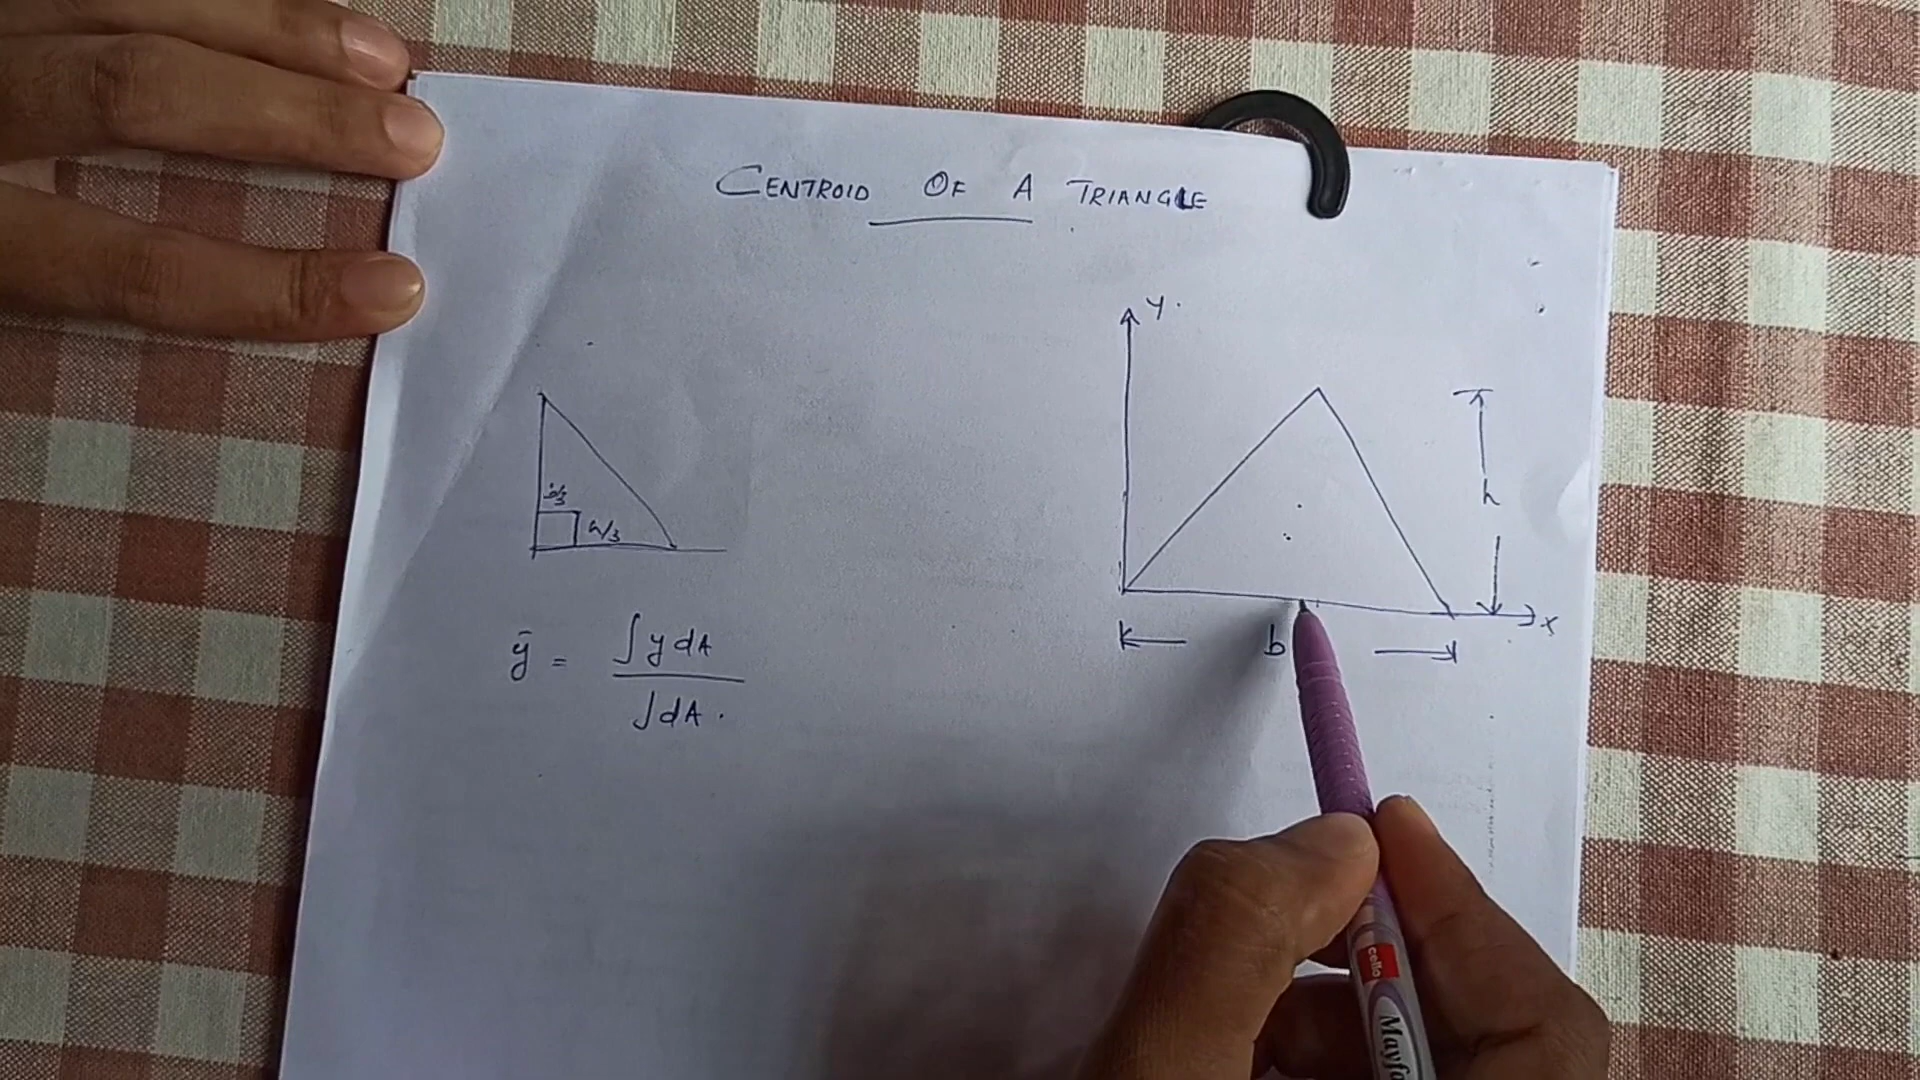 CENTROID OF A TRIANGLE
y
h
b/3
h/3
x
b
ȳ = ∫ y dA
∫ dA .
cello
Mayfa